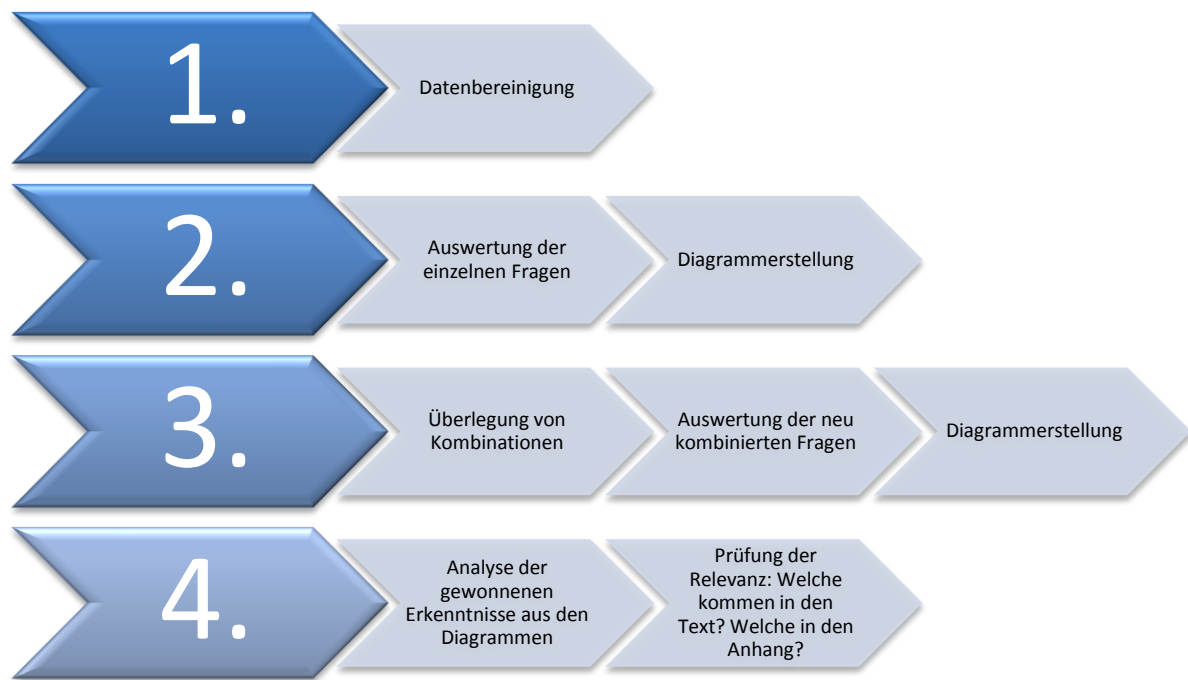 1.
Datenbereinigung
2.
Auswertung der
einzelnen Fragen
Diagrammerstellung
3.
Überlegung von
Kombinationen
Auswertung der neu
kombinierten Fragen
Diagrammerstellung
4.
Analyse der
gewonnenen
Erkenntnisse aus den
Diagrammen
Prüfung der
Relevanz: Welche
kommen in den
Text? Welche in den
Anhang?